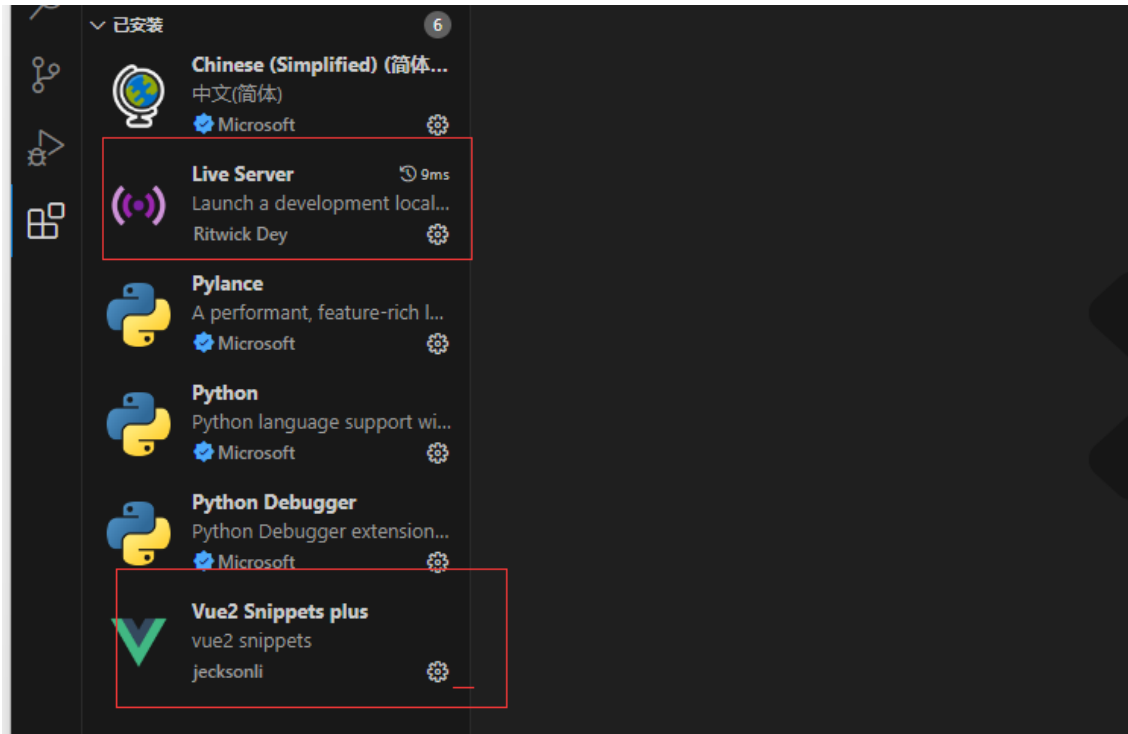 已安装 6
Chinese (Simplified) (简体...
中文(简体)
Microsoft
Live Server 9ms
Launch a development local...
Ritwick Dey
Pylance
A performant, feature-rich l...
Microsoft
Python
Python language support wi...
Microsoft
Python Debugger
Python Debugger extension...
Microsoft
Vue2 Snippets plus
vue2 snippets
jecksonli